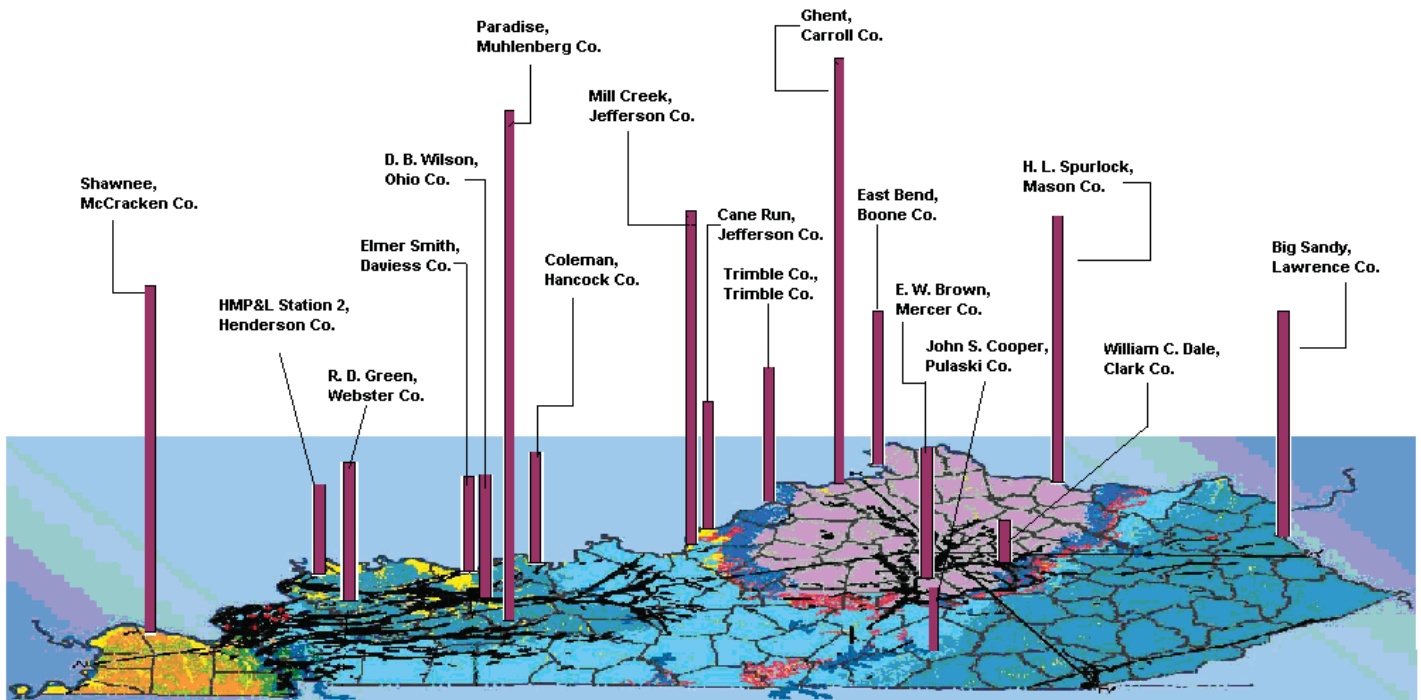 Paradise,
Muhlenberg Co.
Ghent,
Carroll Co.
Mill Creek,
Jefferson Co.
D. B. Wilson,
Ohio Co.
H. L. Spurlock,
Mason Co.
Shawnee,
McCracken Co.
East Bend,
Boone Co.
Cane Run,
Jefferson Co.
Elmer Smith,
Daviess Co.
Big Sandy,
Lawrence Co.
Coleman,
Hancock Co.
Trimble Co.,
Trimble Co.
E. W. Brown,
Mercer Co.
HMP&L Station 2,
Henderson Co.
John S. Cooper,
Pulaski Co.
William C. Dale,
Clark Co.
R. D. Green,
Webster Co.